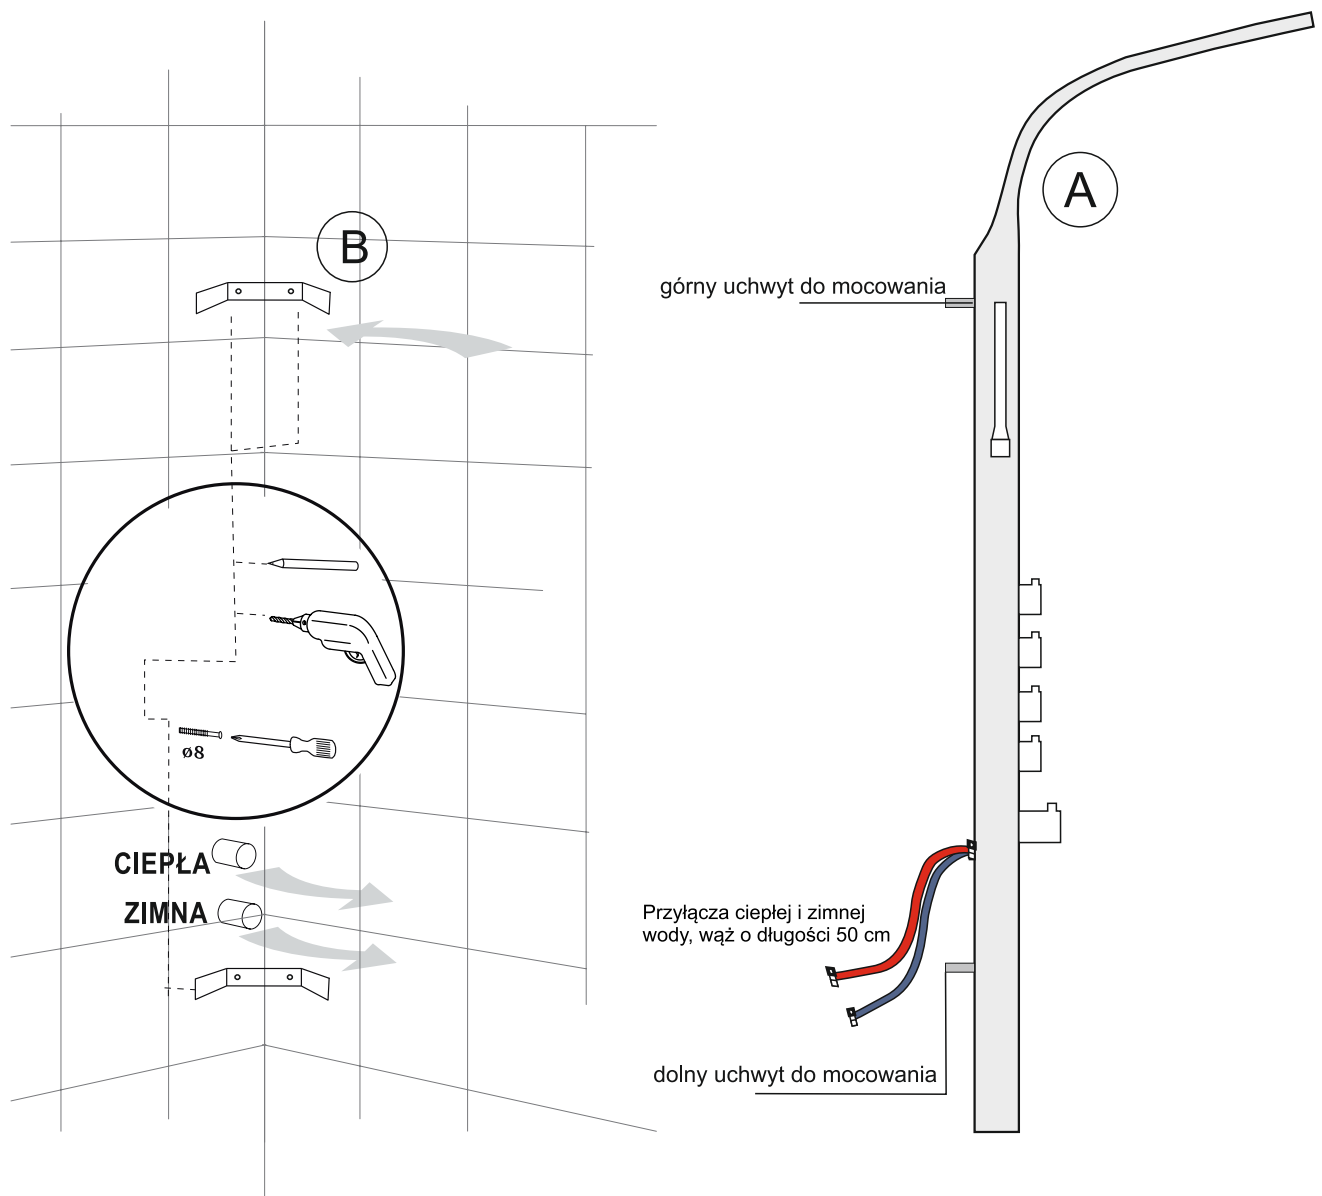 B
ø8
CIEPŁA
ZIMNA
A
górny uchwyt do mocowania
Przyłącza ciepłej i zimnej
wody, wąż o długości 50 cm
dolny uchwyt do mocowania